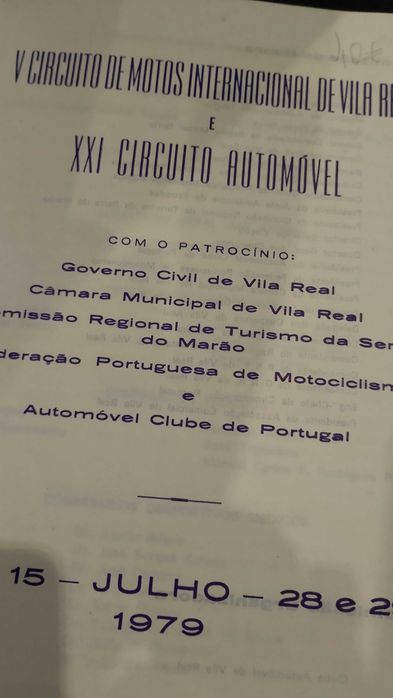 V CIRCUITO DE MOTOS INTERNACIONAL DE VILA RE
E
XXI CIRCUITO AUTOMÓVEL
COM O PATROCÍNIO:
Governo Civil de Vila Real
Câmara Municipal de Vila Real
missão Regional de Turismo da Ser
do Marão
deração Portuguesa de Motociclism
e
Automóvel Clube de Portugal
15 — JULHO — 28 e 29
1979